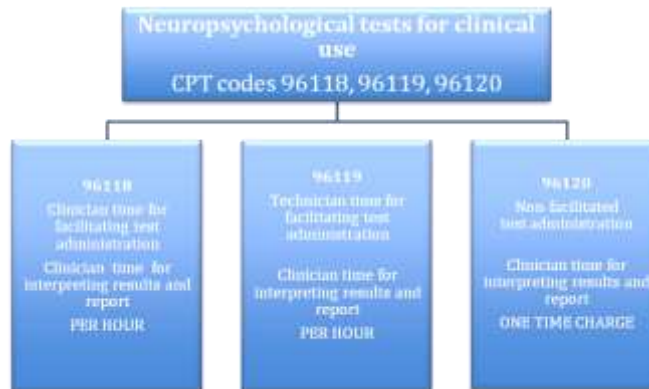 Neuropsychological tests for clinical
use
CPT codes 96118, 96119, 96120
96118
Clinician time for
facilitating test
administration
Clinician time for
interpreting results and
report
PER HOUR
96119
Technician time for
facilitating test
administration
Clinician time for
interpreting results and
report
PER HOUR
96120
Non-facilitated
test administration
Clinician time for
interpreting results and
report
ONE TIME CHARGE